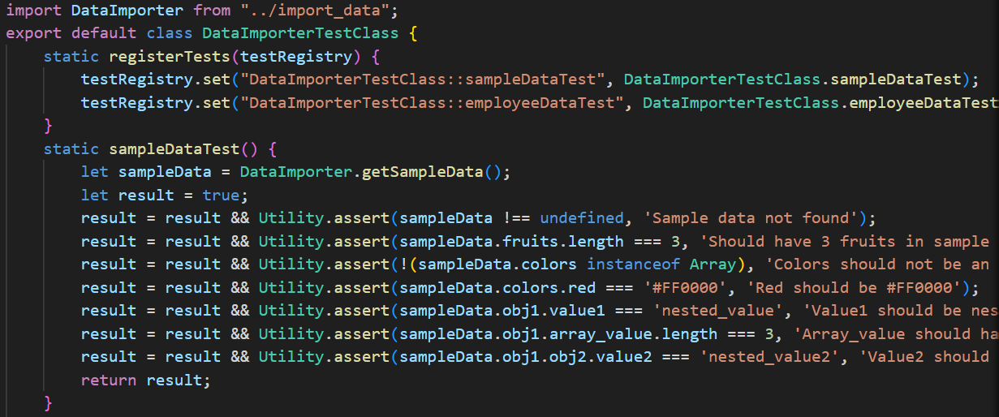 import DataImporter from "../import_data";
export default class DataImporterTestClass {
    static registerTests(testRegistry) {
        testRegistry.set("DataImporterTestClass::sampleDataTest", DataImporterTestClass.sampleDataTest);
        testRegistry.set("DataImporterTestClass::employeeDataTest", DataImporterTestClass.employeeDataTest
    }
    static sampleDataTest() {
        let sampleData = DataImporter.getSampleData();
        let result = true;
        result = result && Utility.assert(sampleData !== undefined, 'Sample data not found');
        result = result && Utility.assert(sampleData.fruits.length === 3, 'Should have 3 fruits in sample
        result = result && Utility.assert(!(sampleData.colors instanceof Array), 'Colors should not be an
        result = result && Utility.assert(sampleData.colors.red === '#FF0000', 'Red should be #FF0000');
        result = result && Utility.assert(sampleData.obj1.value1 === 'nested_value', 'Value1 should be nes
        result = result && Utility.assert(sampleData.obj1.array_value.length === 3, 'Array_value should ha
        result = result && Utility.assert(sampleData.obj1.obj2.value2 === 'nested_value2', 'Value2 should
        return result;
    }